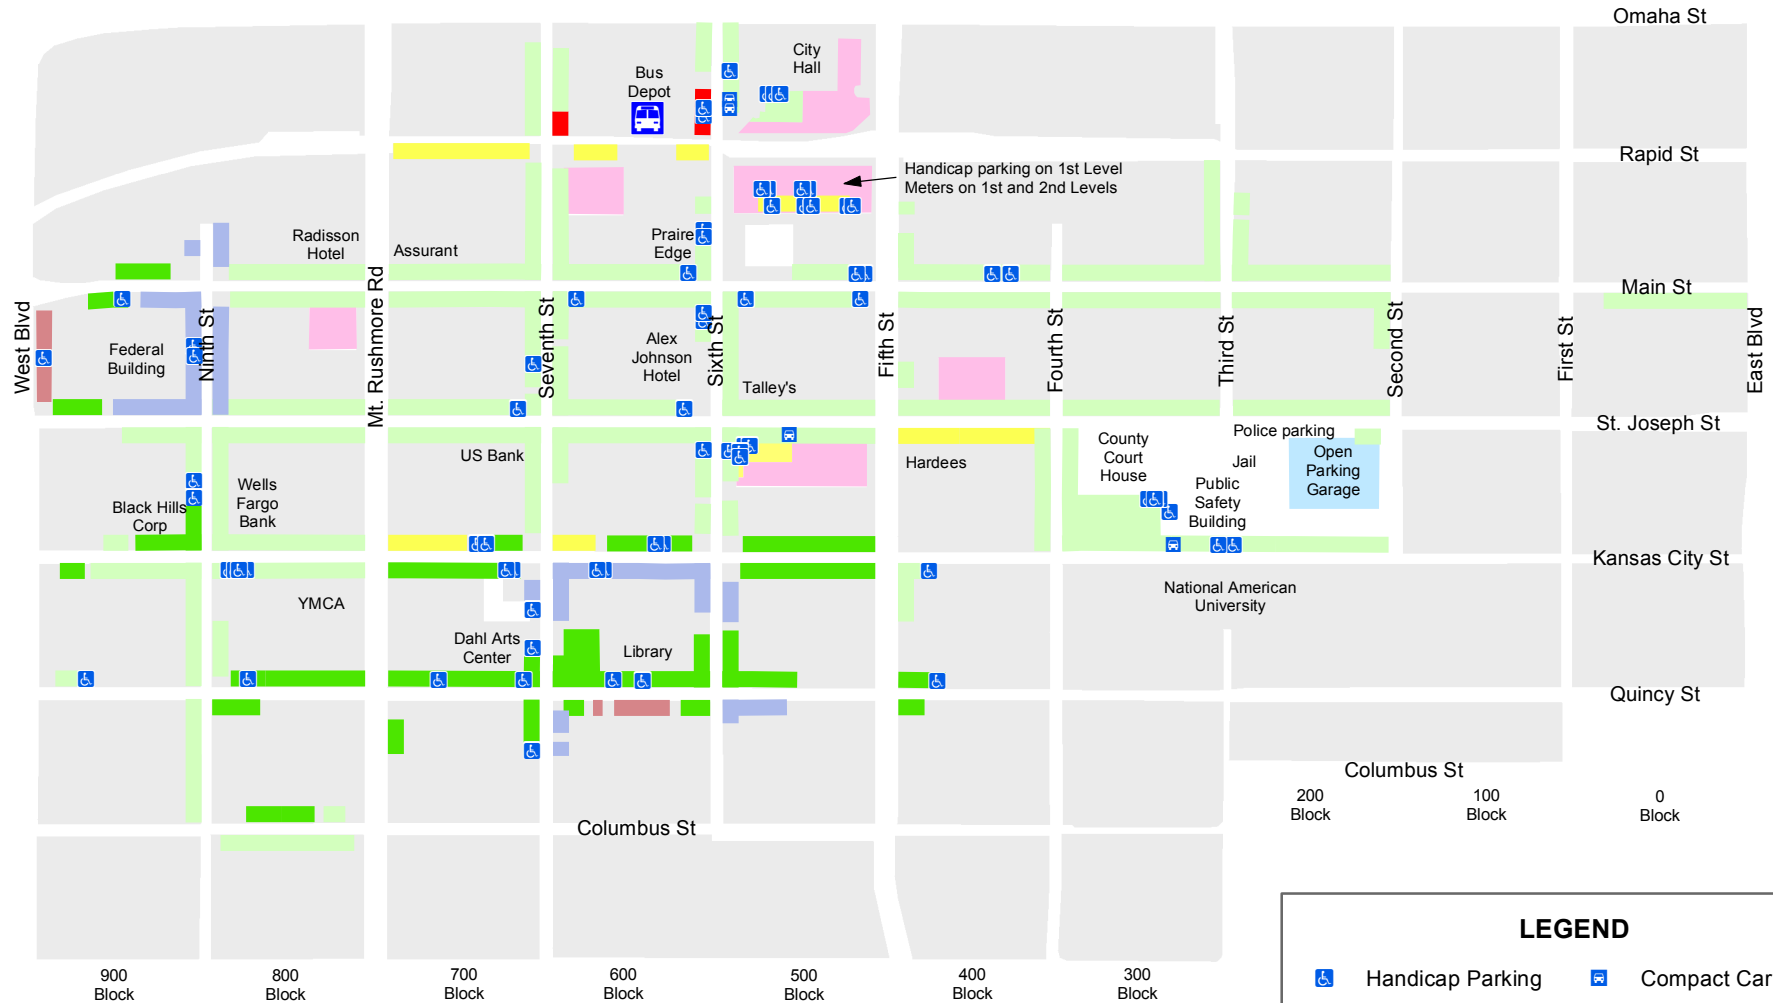 Omaha St
City
Hall
Bus
Depot
Rapid St
Handicap parking on 1st Level
Meters on 1st and 2nd Levels
Radisson
Hotel
Assurant
Praire
Edge
Main St
West Blvd
Ninth St
Mt. Rushmore Rd
Seventh St
Sixth St
Fifth St
Fourth St
Third St
Second St
First St
East Blvd
Federal
Building
Alex
Johnson
Hotel
Talley's
St. Joseph St
US Bank
Hardees
County
Court
House
Police parking
Jail
Open
Parking
Garage
Public
Safety
Building
Black Hills
Corp
Wells
Fargo
Bank
Kansas City St
YMCA
National American
University
Dahl Arts
Center
Library
Quincy St
Columbus St
200
Block
100
Block
0
Block
Columbus St
900
Block
800
Block
700
Block
600
Block
500
Block
400
Block
300
Block
LEGEND
Handicap Parking
Compact Car